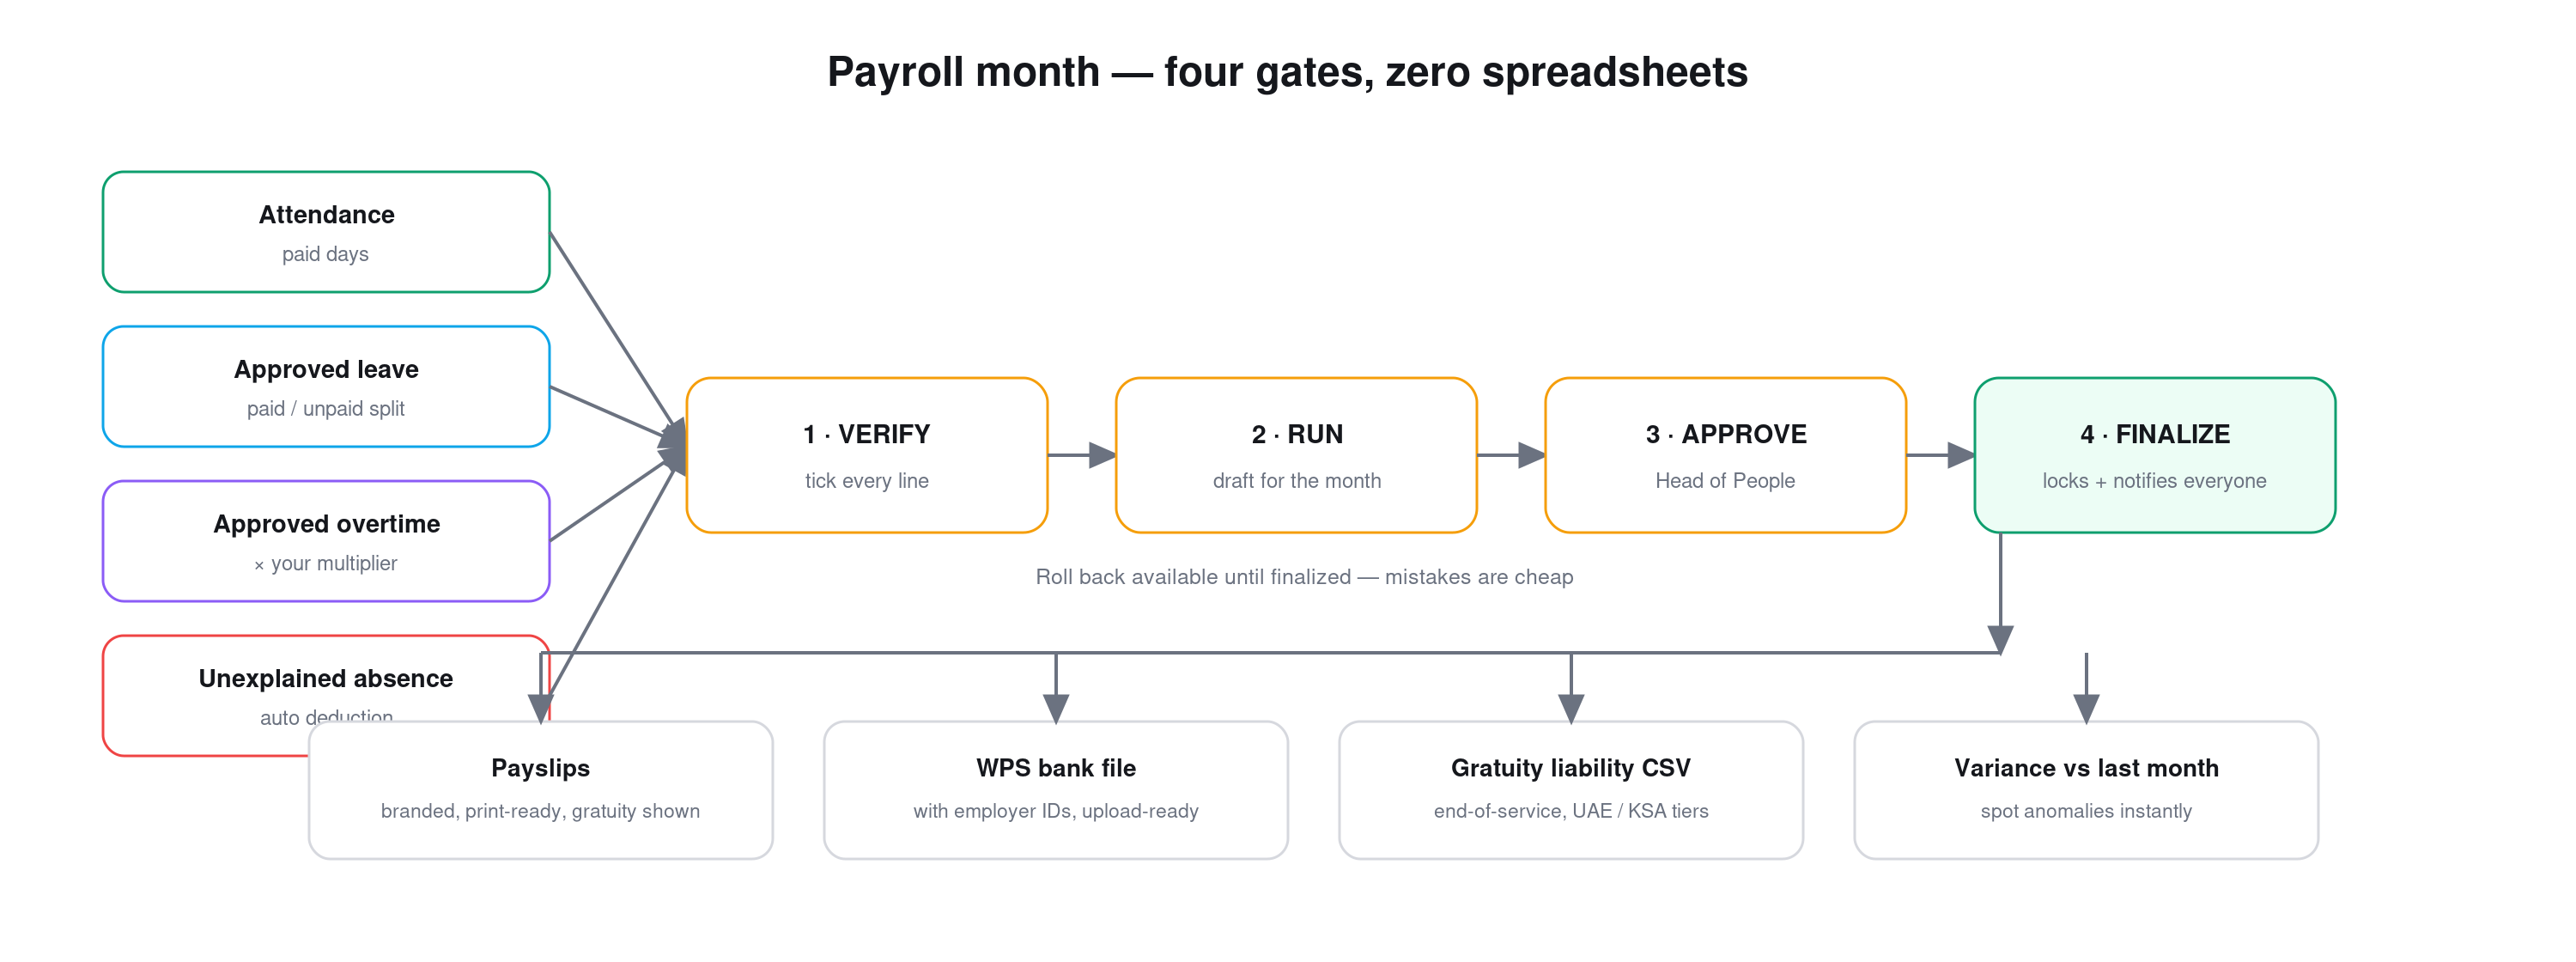 Payroll month — four gates, zero spreadsheets
Attendance
paid days
Approved leave
paid / unpaid split
Approved overtime
× your multiplier
Unexplained absence
auto deduction
1 · VERIFY
tick every line
2 · RUN
draft for the month
3 · APPROVE
Head of People
4 · FINALIZE
locks + notifies everyone
Roll back available until finalized — mistakes are cheap
Payslips
branded, print-ready, gratuity shown
WPS bank file
with employer IDs, upload-ready
Gratuity liability CSV
end-of-service, UAE / KSA tiers
Variance vs last month
spot anomalies instantly